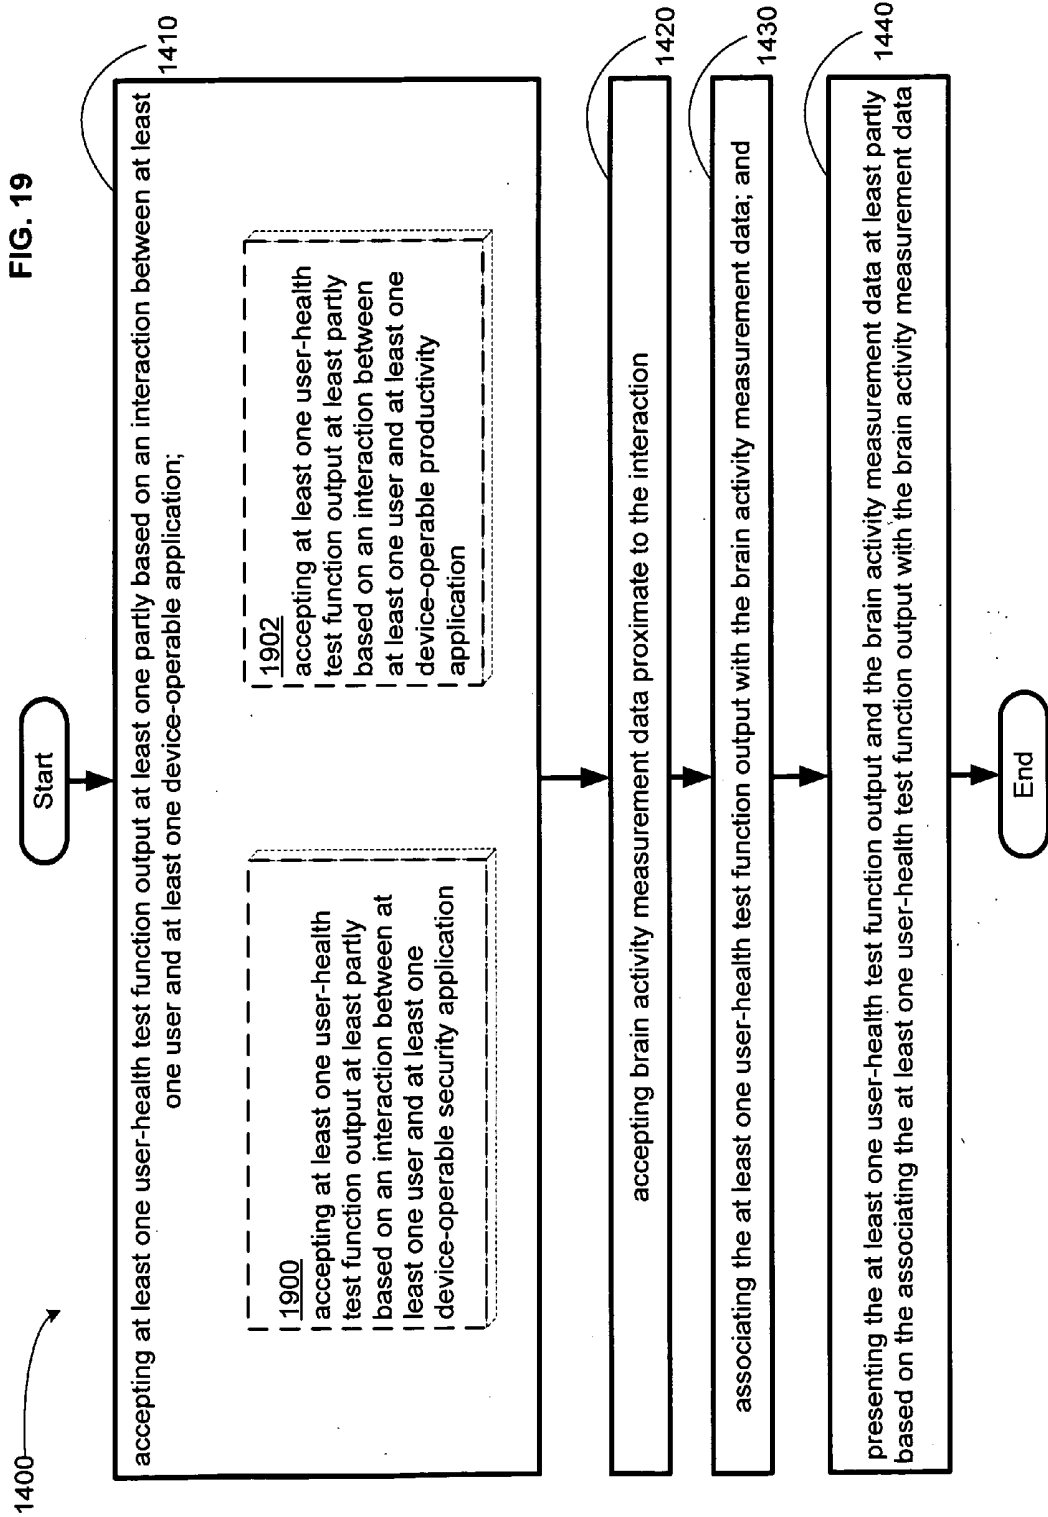 FIG. 19
1400
Start
1410
accepting at least one user-health test function output at least one partly based on an interaction between at least
one user and at least one device-operable application;
1900
accepting at least one user-health
test function output at least partly
based on an interaction between at
least one user and at least one
device-operable security application
1902
accepting at least one user-health
test function output at least partly
based on an interaction between
at least one user and at least one
device-operable productivity
application
1420
accepting brain activity measurement data proximate to the interaction
1430
associating the at least one user-health test function output with the brain activity measurement data; and
1440
presenting the at least one user-health test function output and the brain activity measurement data at least partly
based on the associating the at least one user-health test function output with the brain activity measurement data
End